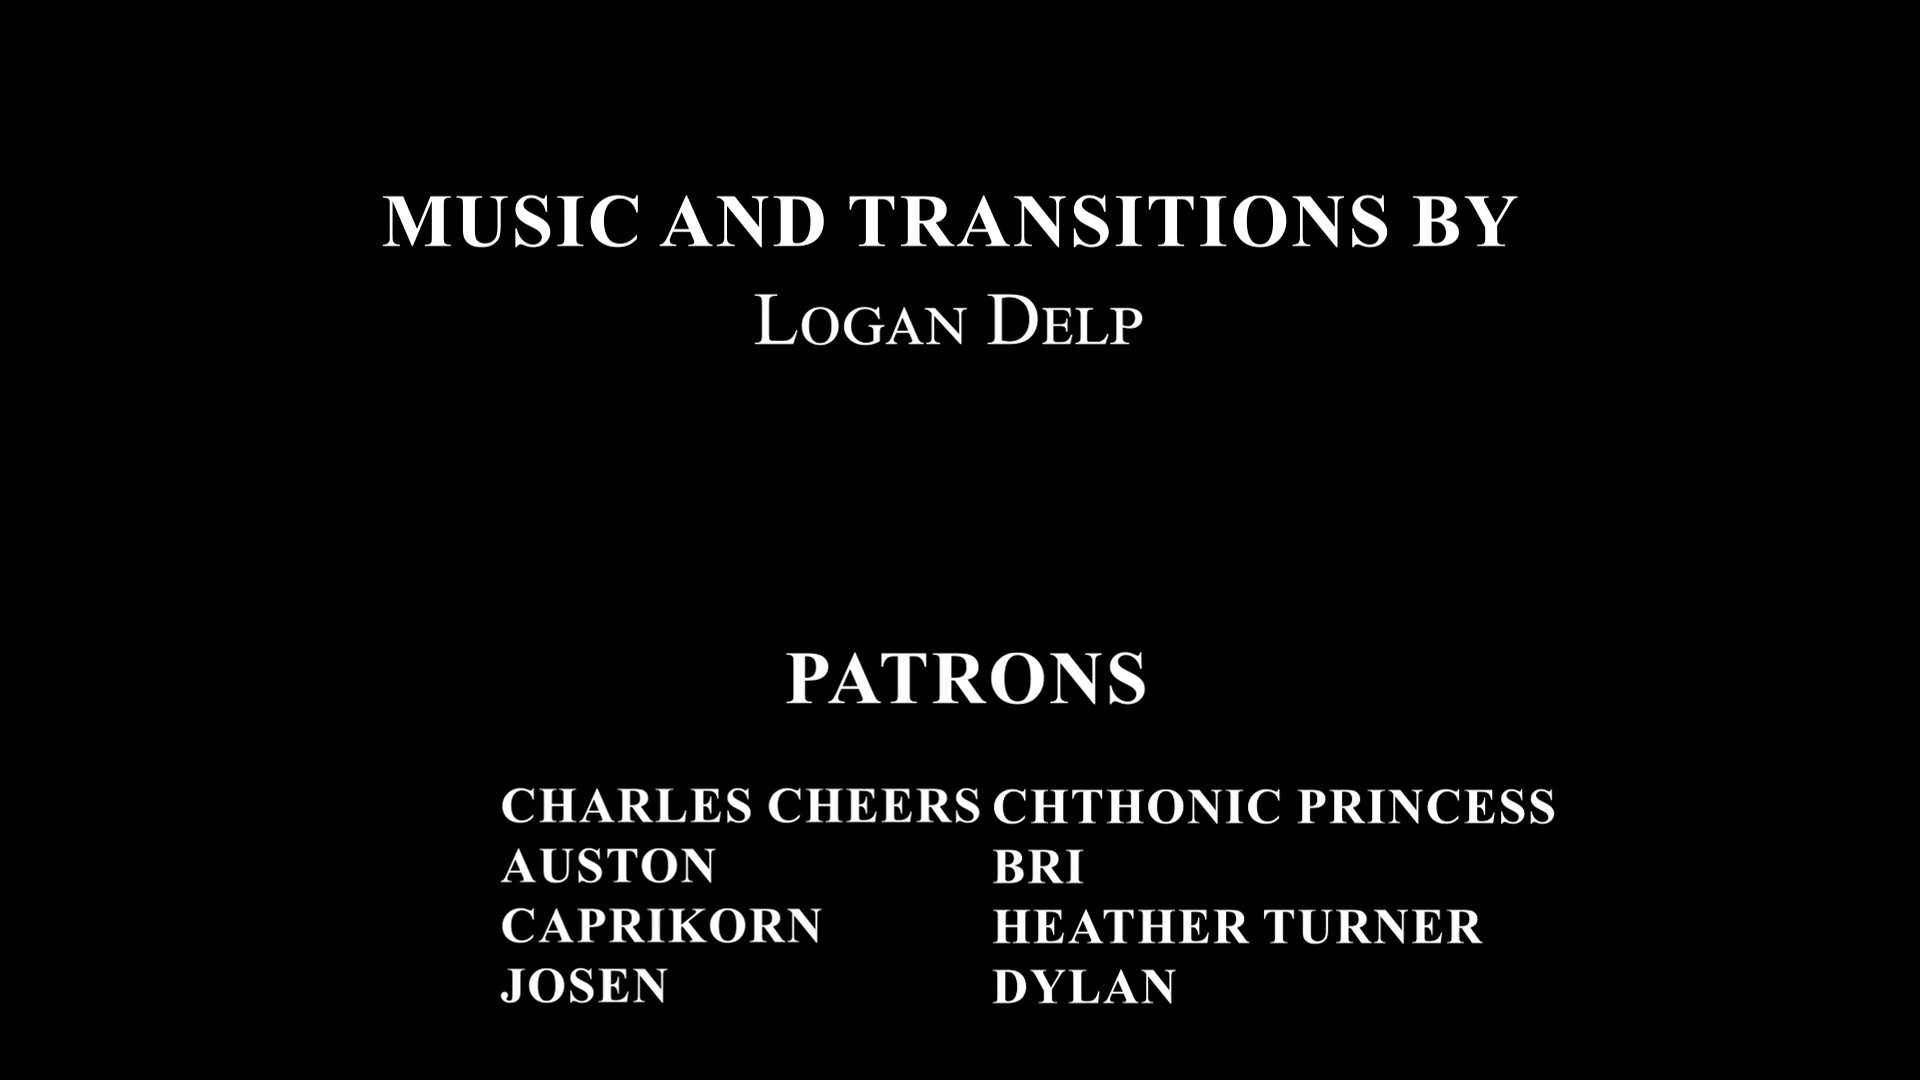 MUSIC AND TRANSITIONS BY
Logan Delp
PATRONS
CHARLES CHEERS
AUSTON
CAPRIKORN
JOSEN
CHTHONIC PRINCESS
BRI
HEATHER TURNER
DYLAN